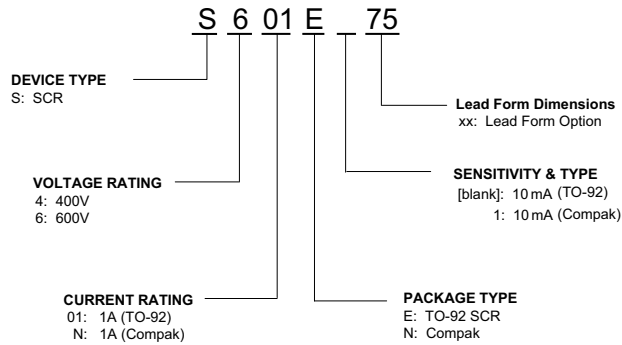 S 6 01 E _ 75
DEVICE TYPE
S: SCR
Lead Form Dimensions
xx: Lead Form Option
VOLTAGE RATING
4: 400V
6: 600V
SENSITIVITY & TYPE
[blank]: 10 mA (TO-92)
1: 10 mA (Compak)
CURRENT RATING
01: 1A (TO-92)
N: 1A (Compak)
PACKAGE TYPE
E: TO-92 SCR
N: Compak